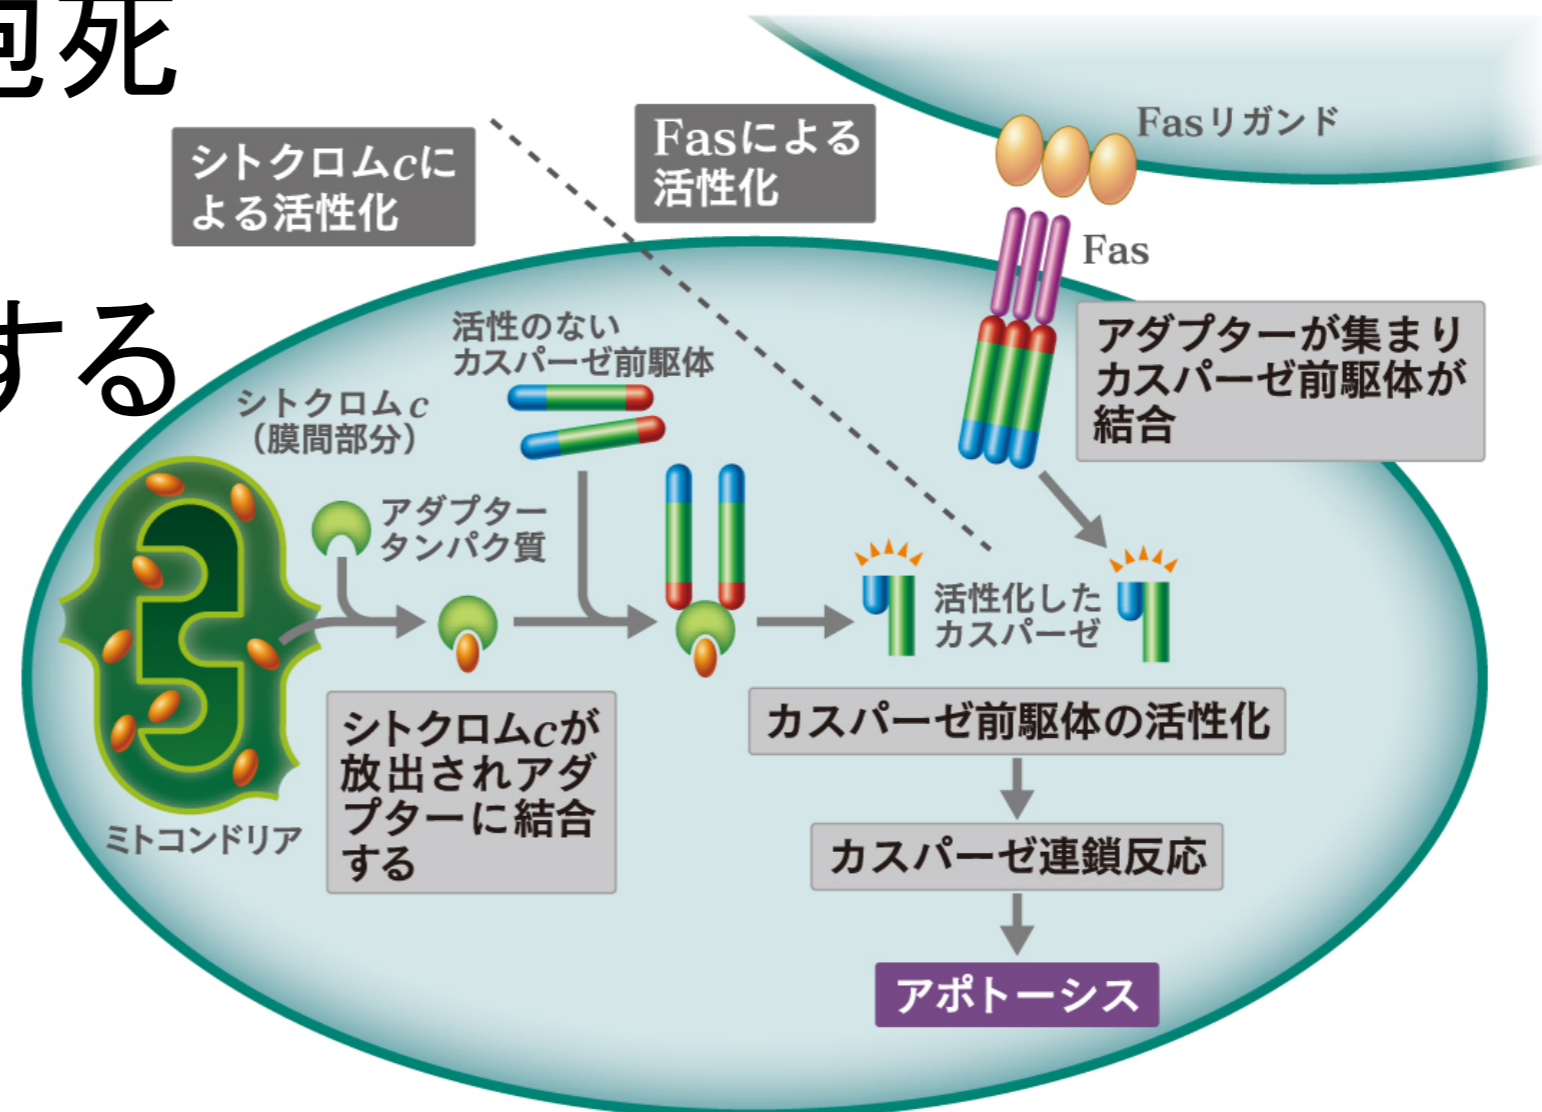 胞死
する
シトクロムcに
よる活性化
Fasによる
活性化
Fasリガンド
Fas
アダプターが集まり
カスパーゼ前駆体が
結合
活性のない
カスパーゼ前駆体
シトクロムc
（膜間部分）
アダプター
タンパク質
活性化した
カスパーゼ
シトクロムcが
放出されアダ
プターに結合
する
ミトコンドリア
カスパーゼ前駆体の活性化
カスパーゼ連鎖反応
アポトーシス